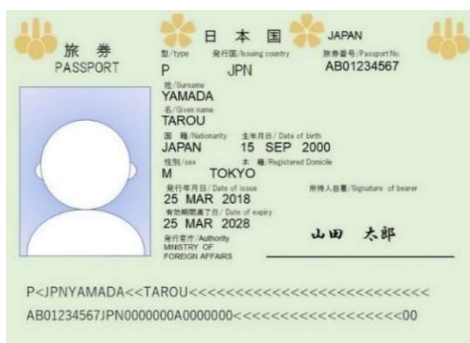 旅 券
PASSPORT
日 本 国 JAPAN
型/type 発行国/Issuing country 旅券番号/Passport No.
P JPN AB01234567
姓/Surname
YAMADA
名/Given name
TAROU
国 籍/Nationarity 生年月日/Date of birth
JAPAN 15 SEP 2000
性別/sex 本 籍/Registered Domicile
M TOKYO
発行年月日/Date of issue 所持人自署/Signature of bearer
25 MAR 2018
有効期間満了日/Date of expiry
25 MAR 2028
山田 太郎
発行官庁/Authority
MINISTRY OF
FOREIGN AFFAIRS
P<JPNYAMADA<<TAROU<<<<<<<<<<<<<<<<<<<<<<<<<<
AB01234567JPN0000000A0000000<<<<<<<<<<<<<<<<<<00